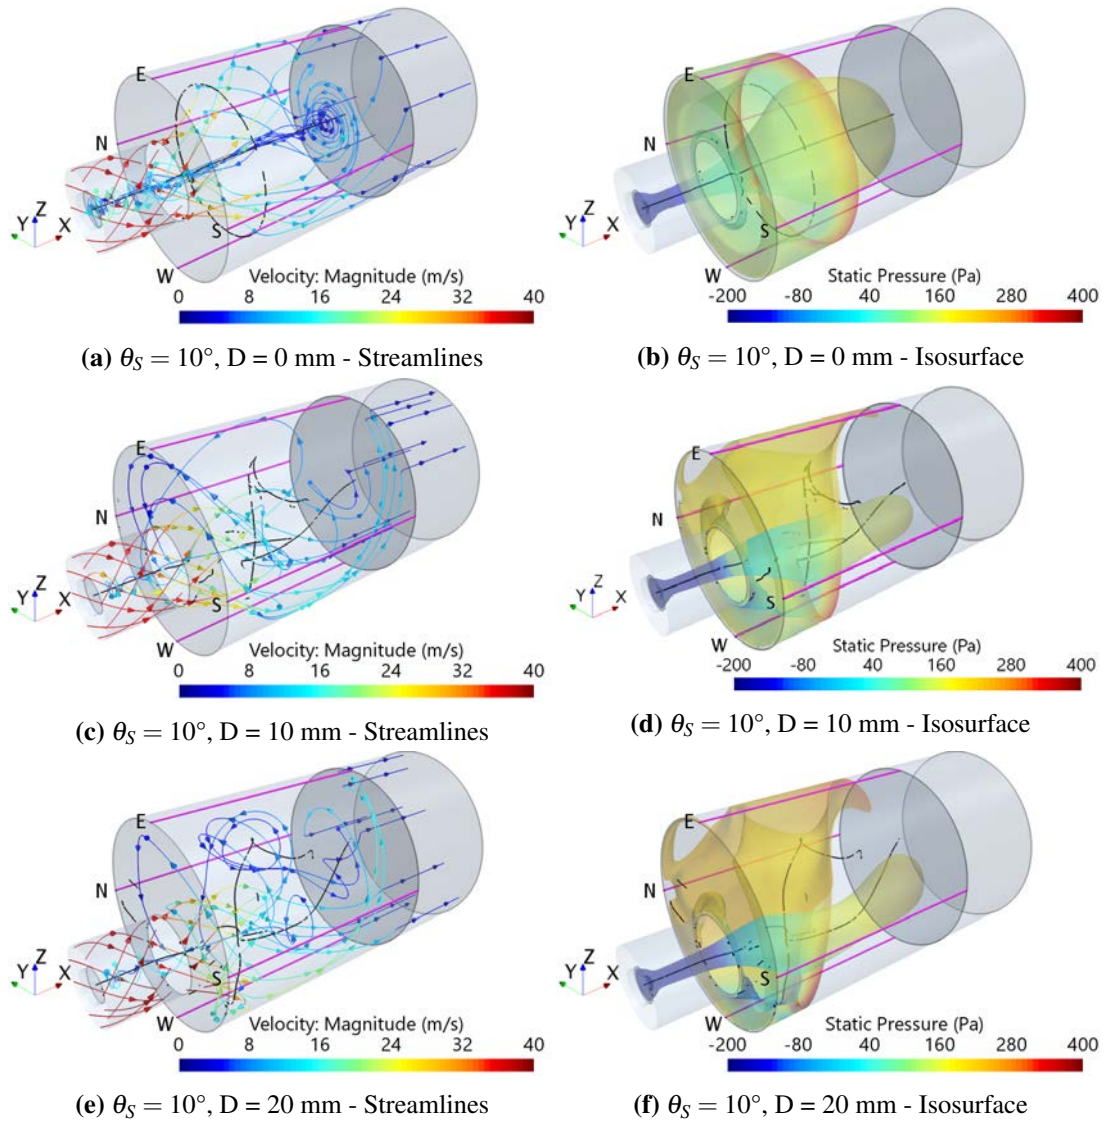 E
N
Y Z X
S
W
Velocity: Magnitude (m/s)
0 8 16 24 32 40
(a) θS = 10°, D = 0 mm - Streamlines
E
N
Y Z X
S
W
Static Pressure (Pa)
-200 -80 40 160 280 400
(b) θS = 10°, D = 0 mm - Isosurface
E
N
Y Z X
S
W
Velocity: Magnitude (m/s)
0 8 16 24 32 40
(c) θS = 10°, D = 10 mm - Streamlines
E
N
Y Z X
S
W
Static Pressure (Pa)
-200 -80 40 160 280 400
(d) θS = 10°, D = 10 mm - Isosurface
E
N
Y Z X
S
W
Velocity: Magnitude (m/s)
0 8 16 24 32 40
(e) θS = 10°, D = 20 mm - Streamlines
E
N
Y Z X
S
W
Static Pressure (Pa)
-200 -80 40 160 280 400
(f) θS = 10°, D = 20 mm - Isosurface